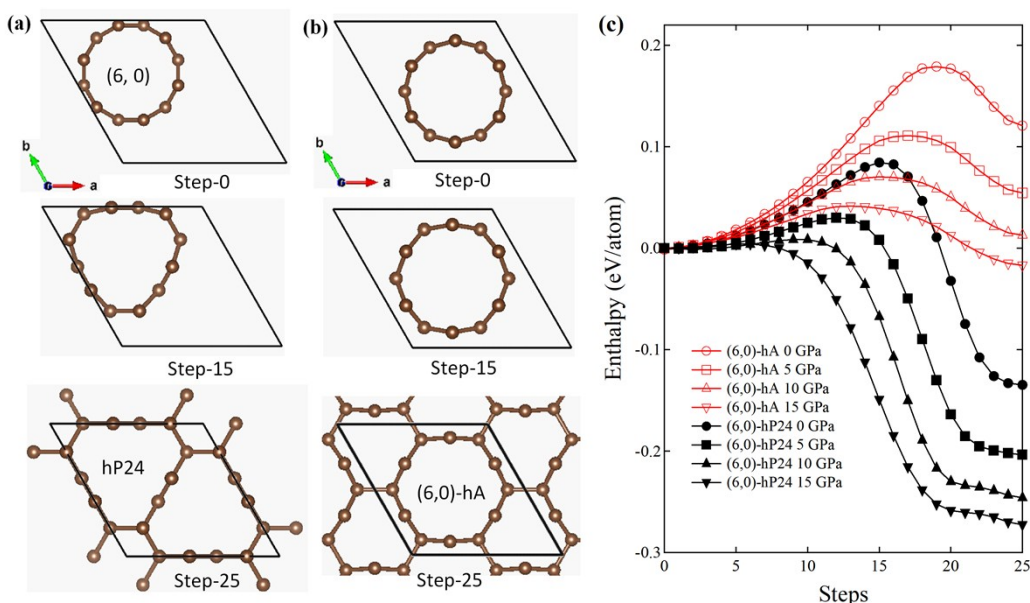 (a)
(6, 0)
b
a
Step-0
Step-15
hP24
Step-25
(b)
b
a
Step-0
Step-15
(6,0)-hA
Step-25
(c)
Enthalpy (eV/atom)
0.2
0.1
0.0
-0.1
-0.2
-0.3
(6,0)-hA 0 GPa
(6,0)-hA 5 GPa
(6,0)-hA 10 GPa
(6,0)-hA 15 GPa
(6,0)-hP24 0 GPa
(6,0)-hP24 5 GPa
(6,0)-hP24 10 GPa
(6,0)-hP24 15 GPa
0 5 10 15 20 25
Steps